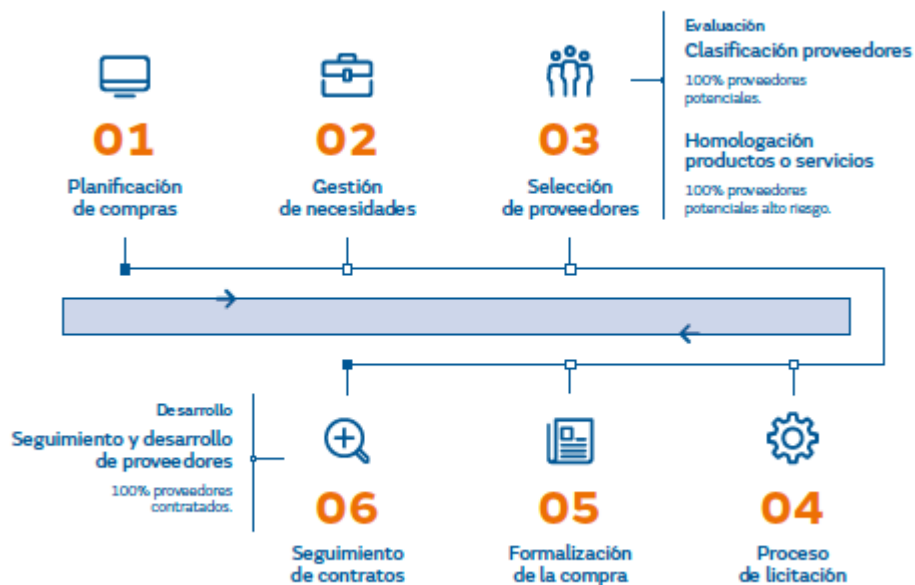 01
Planificación
de compras
02
Gestión
de necesidades
03
Selección
de proveedores
Evaluación
Clasificación proveedores
100% proveedores
potenciales.
Homologación
productos o servicios
100% proveedores
potenciales alto riesgo.
04
Proceso
de licitación
05
Formalización
de la compra
06
Seguimiento
de contratos
Desarrollo
Seguimiento y desarrollo
de proveedores
100% proveedores
contratados.